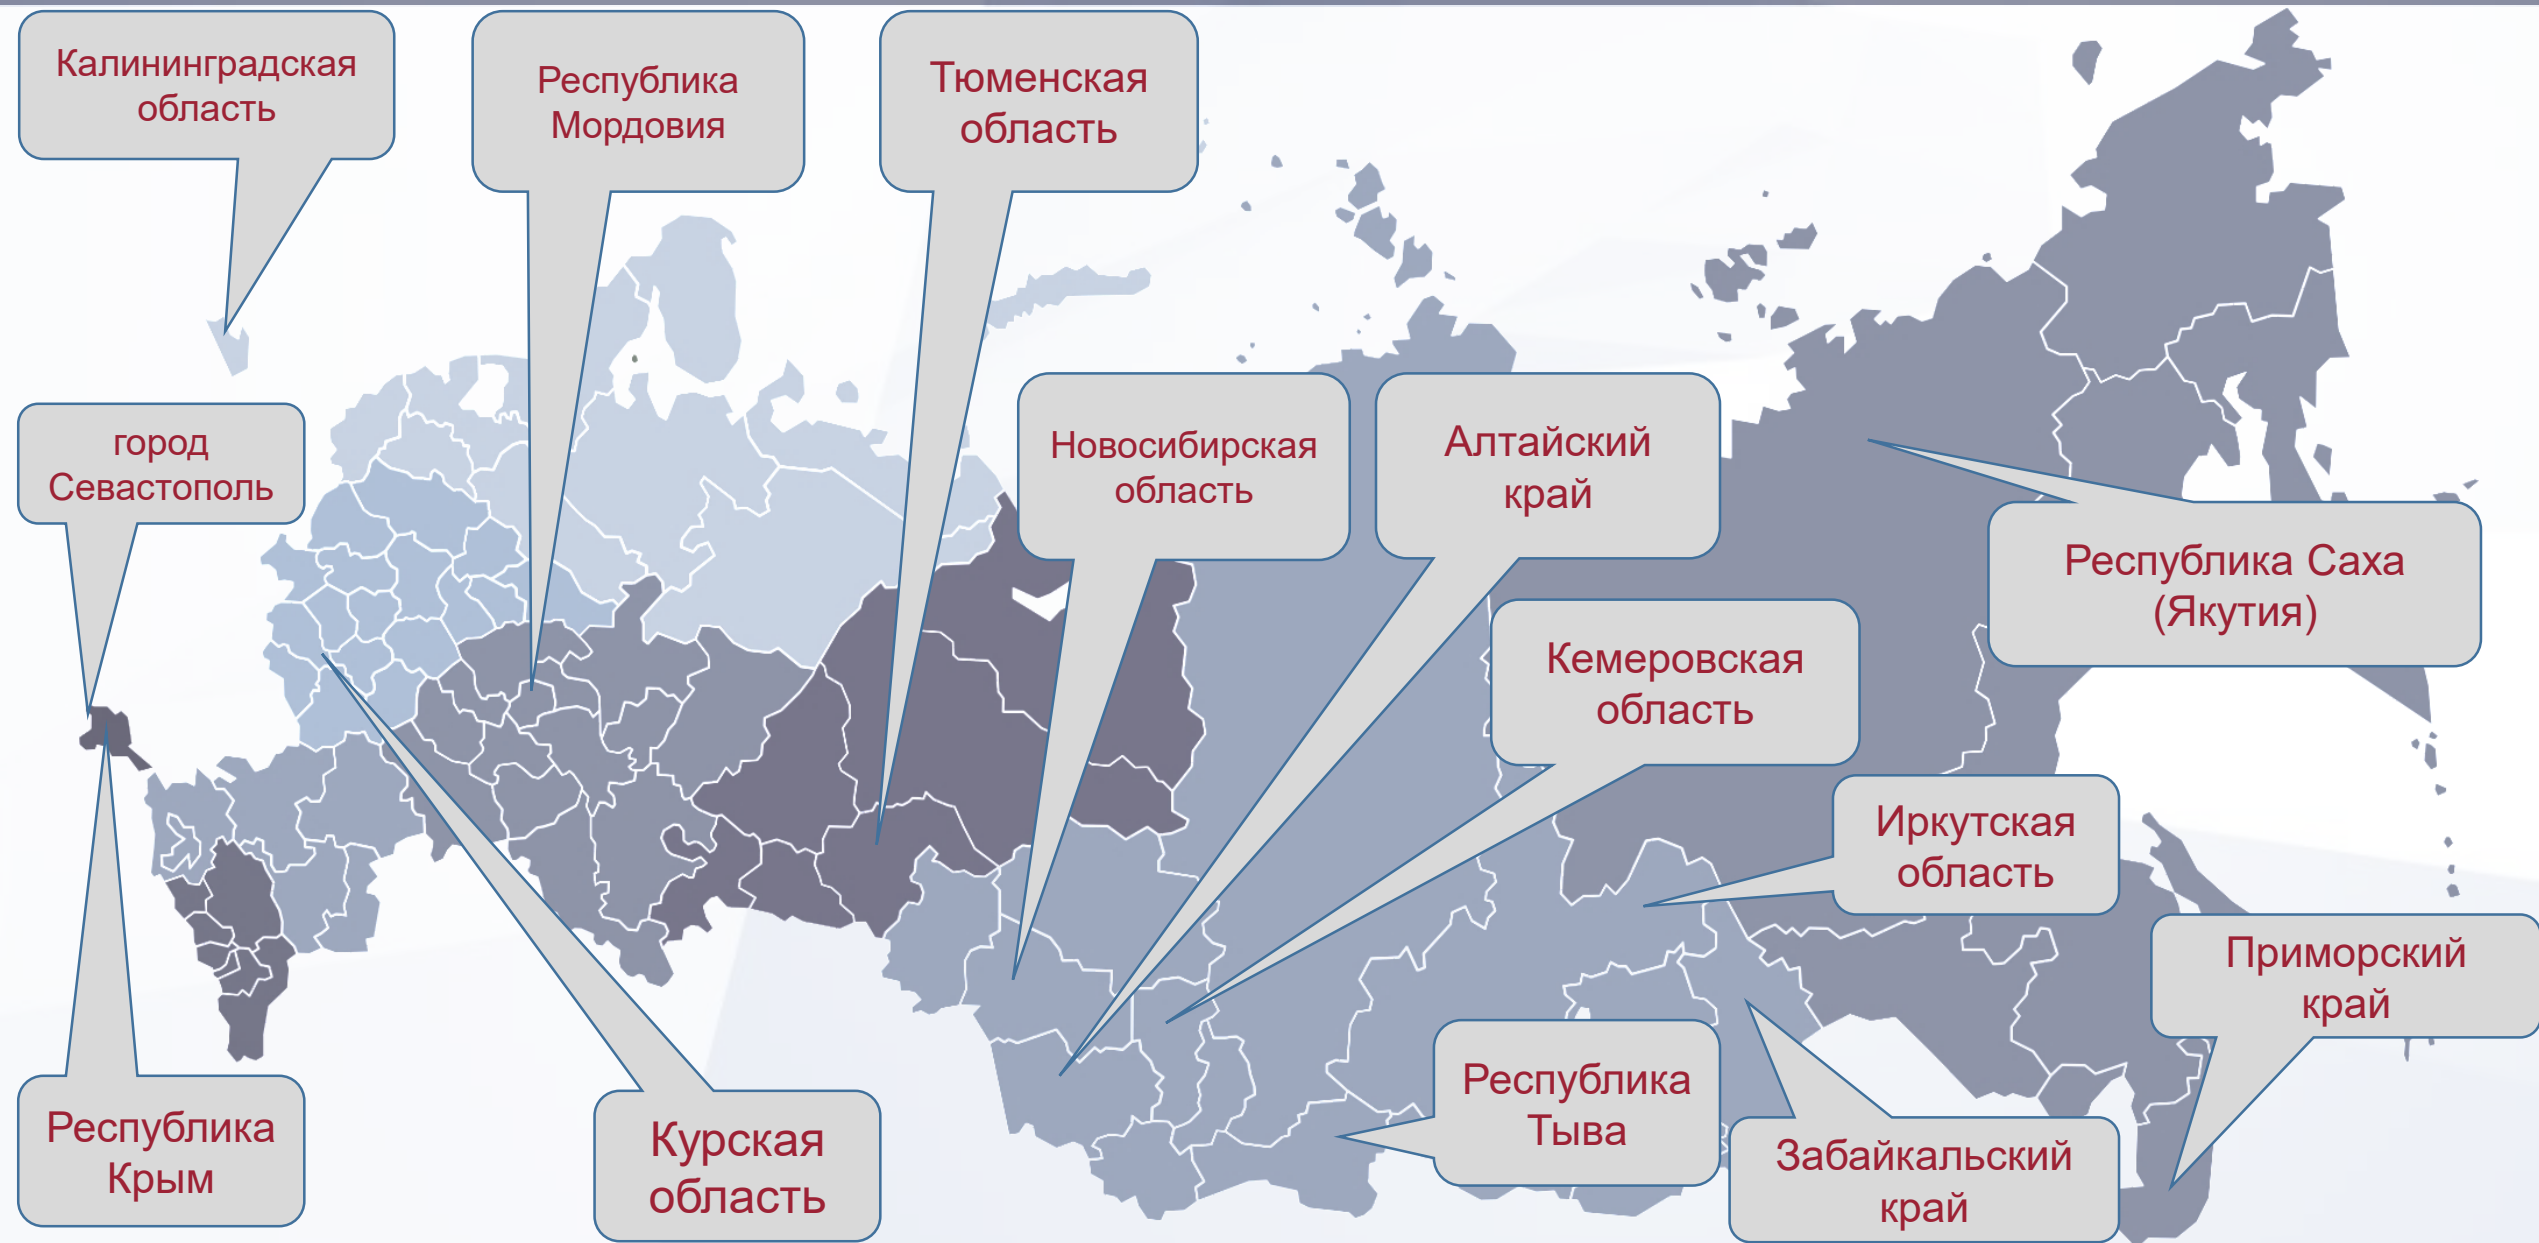 Калининградская
область
Республика
Мордовия
Тюменская
область
город
Севастополь
Новосибирская
область
Алтайский
край
Республика Саха
(Якутия)
Кемеровская
область
Иркутская
область
Приморский
край
Республика
Крым
Курская
область
Республика
Тыва
Забайкальский
край